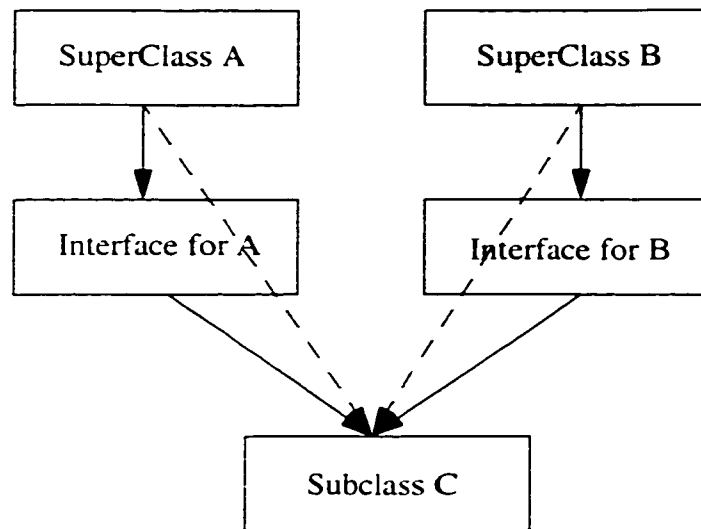 SuperClass A
SuperClass B
Interface for A
Interface for B
Subclass C